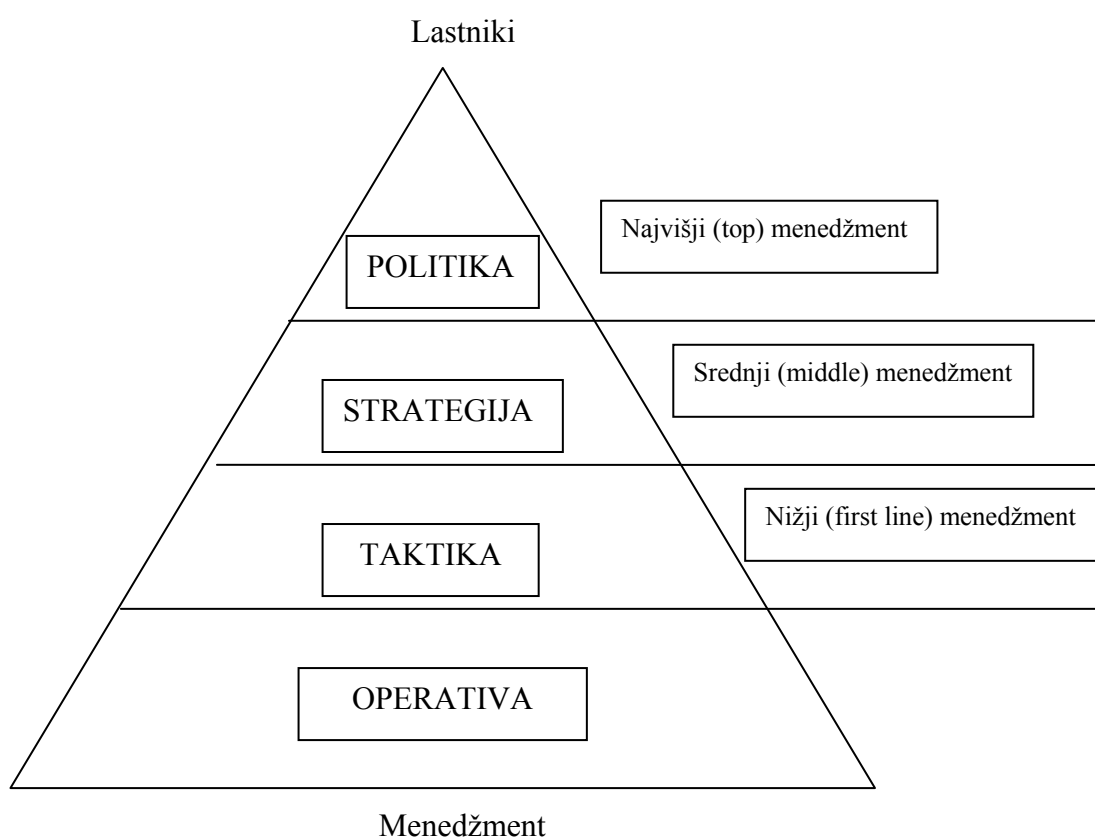 Lastniki
Najvišji (top) menedžment
POLITIKA
Srednji (middle) menedžment
STRATEGIJA
Nižji (first line) menedžment
TAKTIKA
OPERATIVA
Menedžment